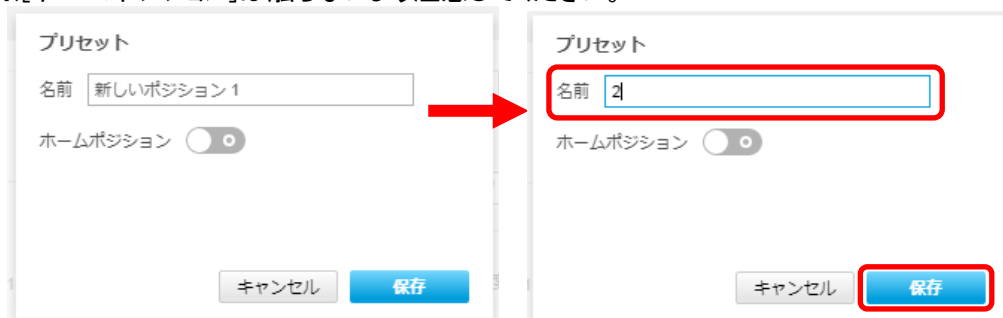 プリセット
名前 新しいポジション 1
ホームポジション
キャンセル 保存
プリセット
名前 2
ホームポジション
キャンセル 保存